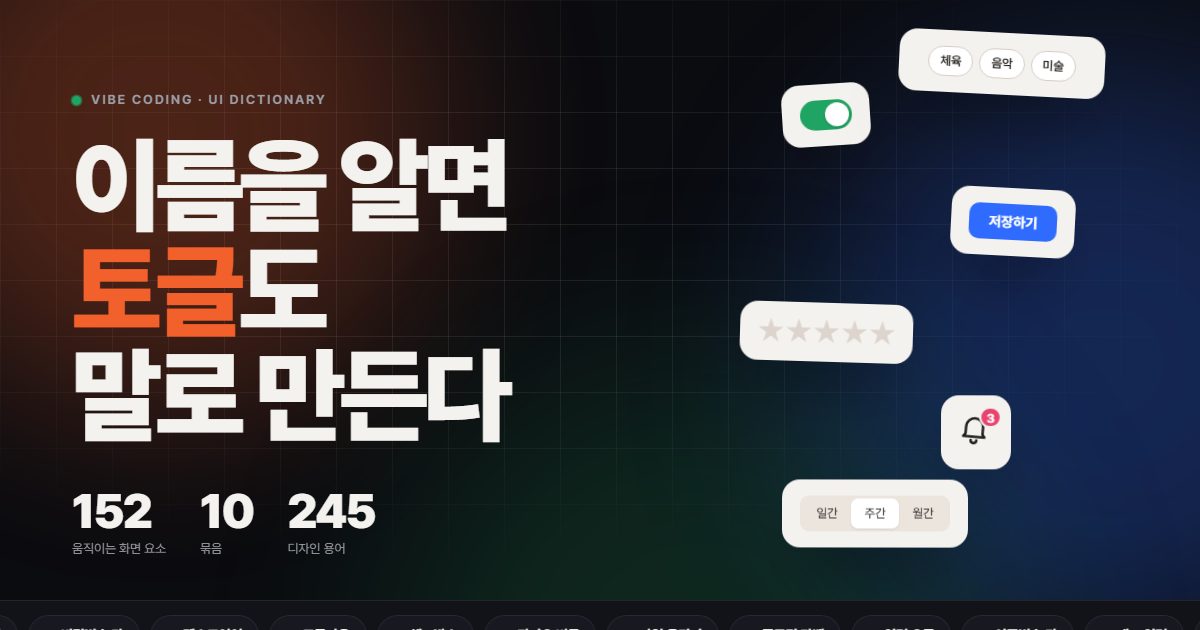 VIBE CODING · UI DICTIONARY
이름을 알면
토글도
말로 만든다
152
움직이는 화면 요소
10
묶음
245
디자인 용어
체육
음악
미술
저장하기
3
일간
주간
월간